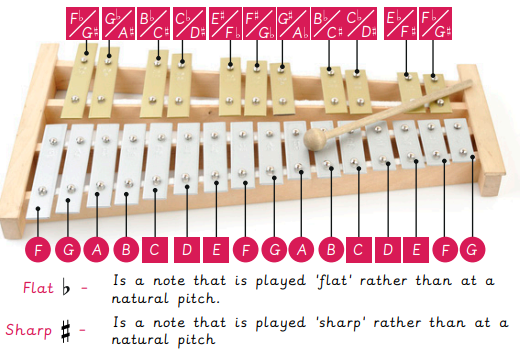 F♭/G♯ G♭/A♯ B♭/C♯ C♭/D♯ E♯/F♭ F♯/G♭ G♯/A♭ B♭/C♯ C♭/D♯ E♭/F♯ F♭/G♯
F G A B C D E F G A B C D E F G
Flat ♭ – Is a note that is played 'flat' rather than at a
natural pitch.
Sharp ♯ – Is a note that is played 'sharp' rather than at a
natural pitch